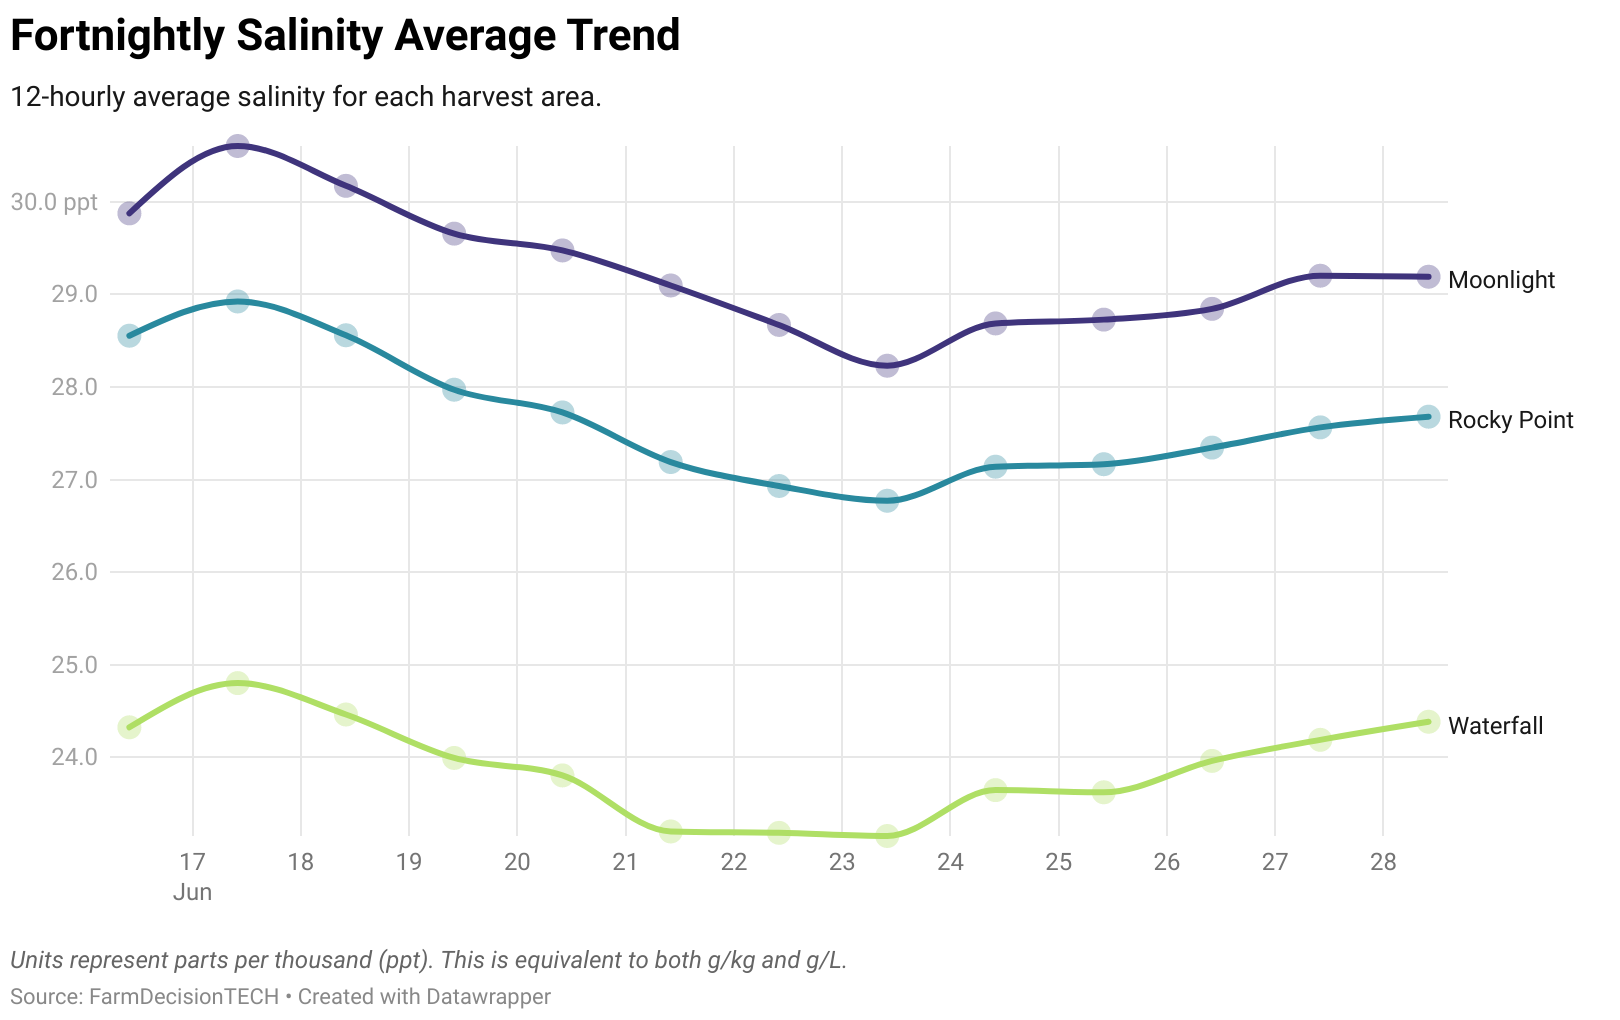 Fortnightly Salinity Average Trend
12-hourly average salinity for each harvest area.
30.0 ppt
29.0
28.0
27.0
26.0
25.0
24.0
Moonlight
Rocky Point
Waterfall
17 18 19 20 21 22 23 24 25 26 27 28
Jun
Units represent parts per thousand (ppt). This is equivalent to both g/kg and g/L.
Source: FarmDecisionTECH • Created with Datawrapper